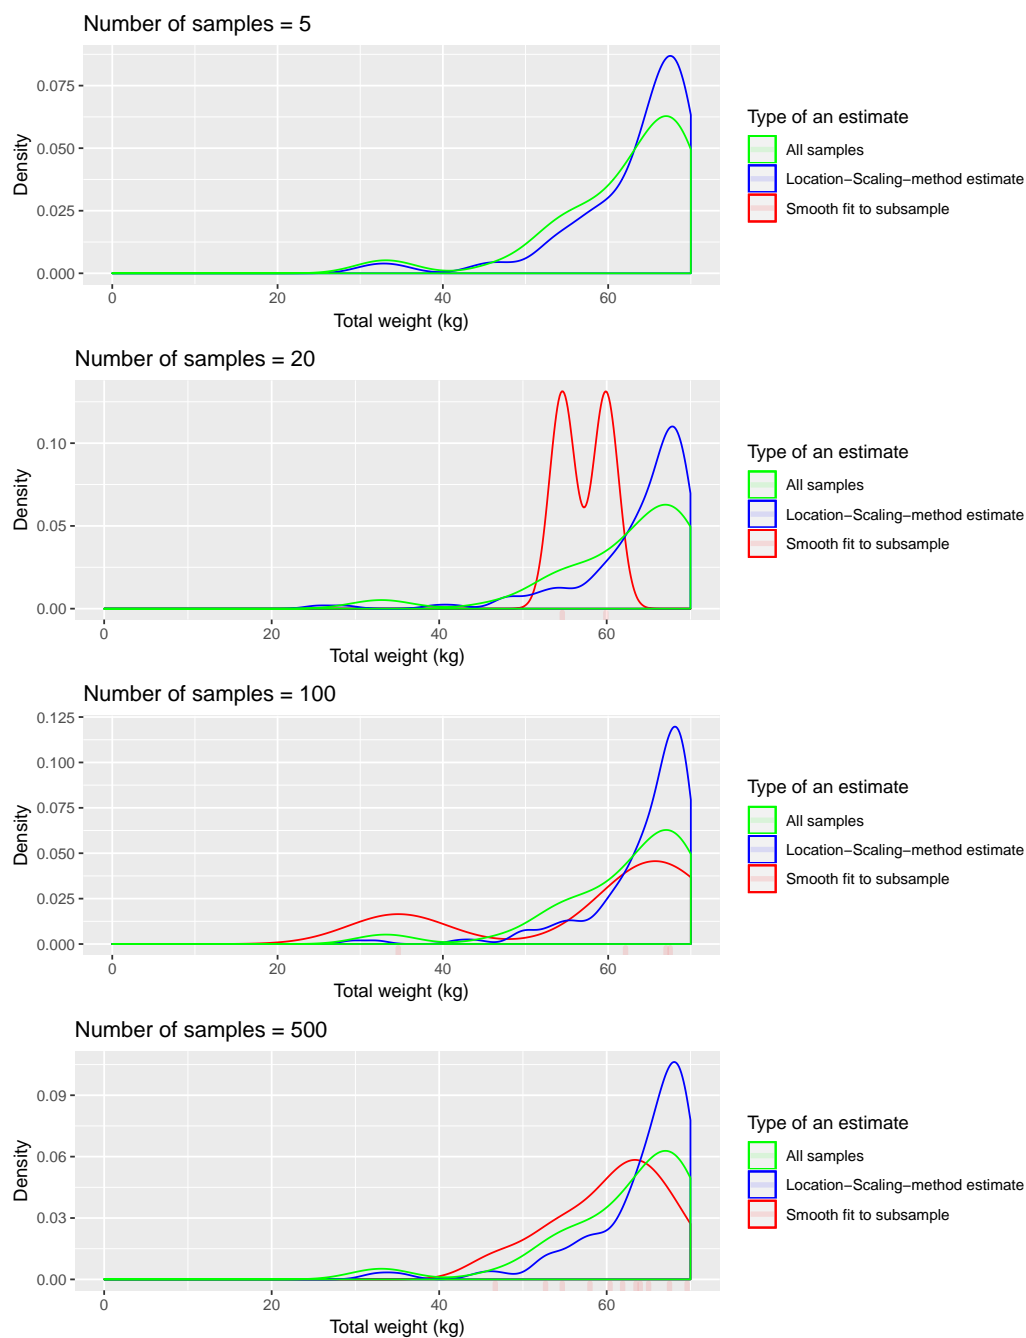 Number of samples = 5
Density
0.075
0.050
0.025
0.000
0
20
40
60
Total weight (kg)
Type of an estimate
All samples
Location−Scaling−method estimate
Smooth fit to subsample
Number of samples = 20
Density
0.10
0.05
0.00
0
20
40
60
Total weight (kg)
Type of an estimate
All samples
Location−Scaling−method estimate
Smooth fit to subsample
Number of samples = 100
Density
0.125
0.100
0.075
0.050
0.025
0.000
0
20
40
60
Total weight (kg)
Type of an estimate
All samples
Location−Scaling−method estimate
Smooth fit to subsample
Number of samples = 500
Density
0.09
0.06
0.03
0.00
0
20
40
60
Total weight (kg)
Type of an estimate
All samples
Location−Scaling−method estimate
Smooth fit to subsample